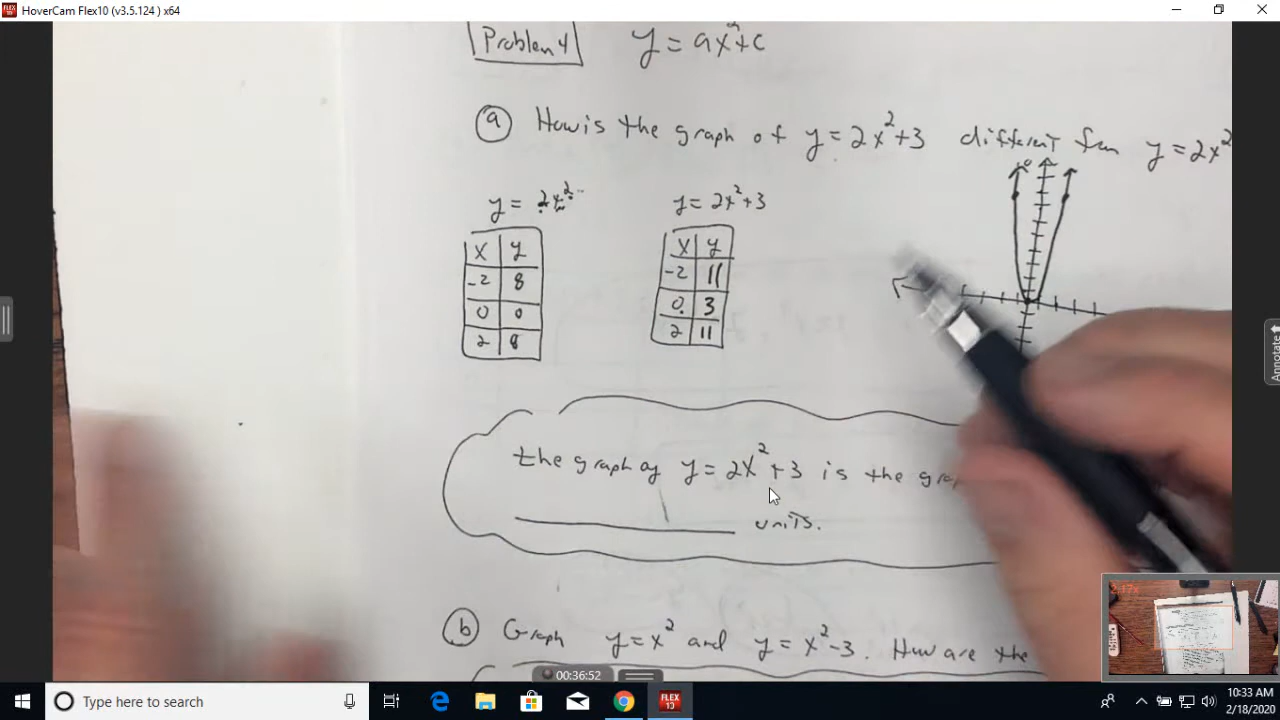 HoverCam Flex10 (v3.5.124 ) x64
Problem 4 y = ax²+c
a How is the graph of y = 2x²+3 different from y = 2x²
y = 2x² y = 2x²+3
x y x y
-2 8 -2 11
0 0 0 3
2 8 2 11
the graph of y = 2x² + 3 is the
units.
b Graph y = x² and y = x²-3. How are the
Annotate
00:36:52
FLEX
10
Type here to search
10:33 AM
2/18/2020